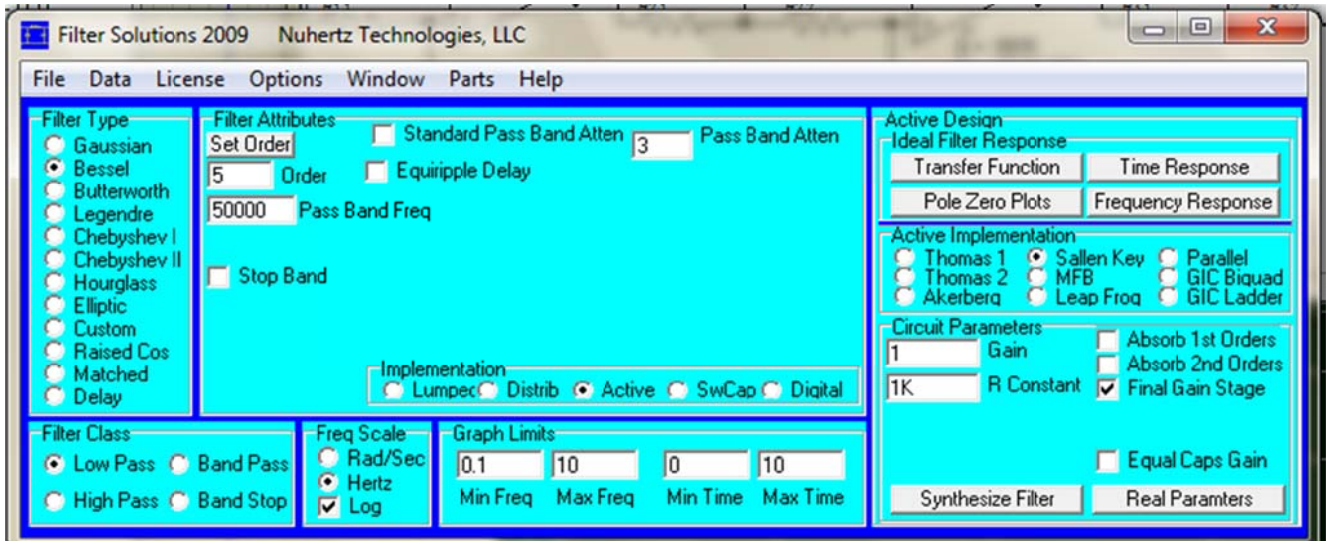 Filter Solutions 2009 Nuhertz Technologies, LLC
File Data License Options Window Parts Help
Filter Type
Gaussian
Bessel
Butterworth
Legendre
Chebyshev I
Chebyshev II
Hourglass
Elliptic
Custom
Raised Cos
Matched
Delay
Filter Attributes
Set Order
Standard Pass Band Atten
3 Pass Band Atten
5 Order
Equiripple Delay
50000 Pass Band Freq
Stop Band
Implementation
Lumpec Distrib Active SwCap Digital
Filter Class
Low Pass Band Pass
High Pass Band Stop
Freq Scale
Rad/Sec
Hertz
Log
Graph Limits
0.1 10 0 10
Min Freq Max Freq Min Time Max Time
Active Design
Ideal Filter Response
Transfer Function Time Response
Pole Zero Plots Frequency Response
Active Implementation
Thomas 1 Sallen Key Parallel
Thomas 2 MFB GIC Biquad
Akerberg Leap Frog GIC Ladder
Circuit Parameters
1 Gain
1K R Constant
Absorb 1st Orders
Absorb 2nd Orders
Final Gain Stage
Equal Caps Gain
Synthesize Filter Real Paramters